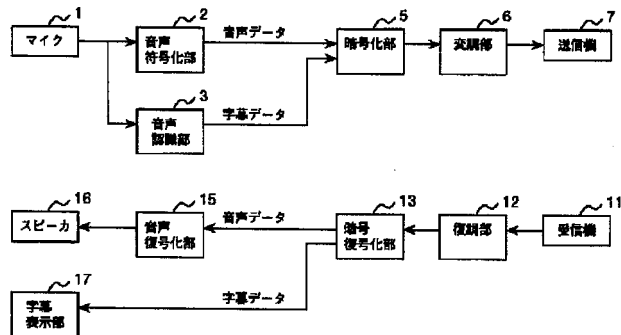 1
マイク
2
音声
符号化部
音声データ
5
暗号化部
6
変調部
7
送信機
3
音声
認識部
字幕データ
16
スピーカ
15
音声
復号化部
音声データ
13
暗号
復号化部
12
復調部
11
受信機
17
字幕
表示部
字幕データ